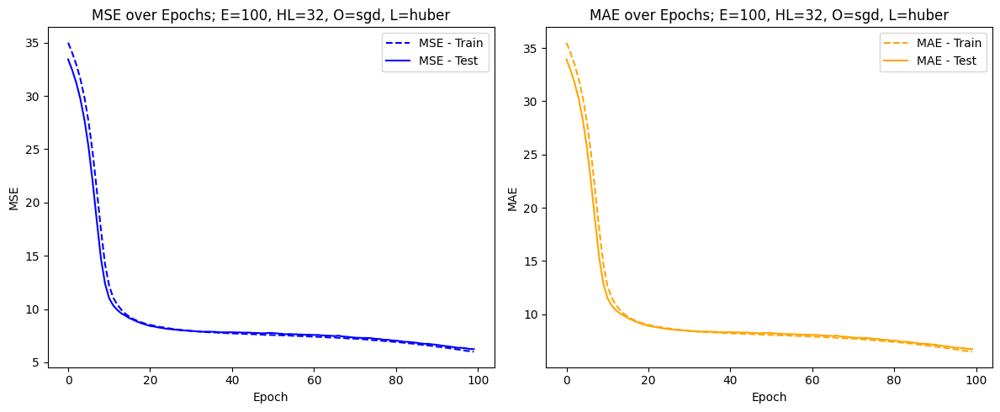 MSE over Epochs; E=100, HL=32, O=sgd, L=huber
MSE - Train
MSE - Test
35
30
25
20
15
10
5
MSE
0
20
40
60
80
100
Epoch
MAE over Epochs; E=100, HL=32, O=sgd, L=huber
MAE - Train
MAE - Test
35
30
25
20
15
10
MAE
0
20
40
60
80
100
Epoch